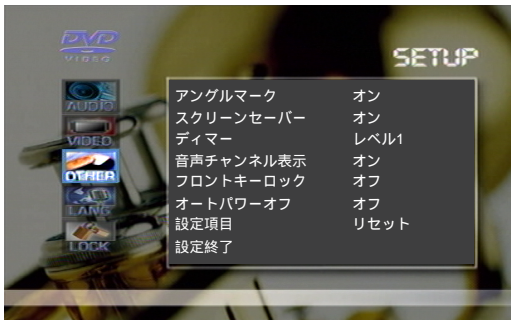 DVD
VIDEO
SETUP
AUDIO
VIDEO
OTHER
LANG
LOCK
アングルマーク オン
スクリーンセーバー オン
ディマー レベル1
音声チャンネル表示 オン
フロントキーロック オフ
オートパワーオフ オフ
設定項目 リセット
設定終了